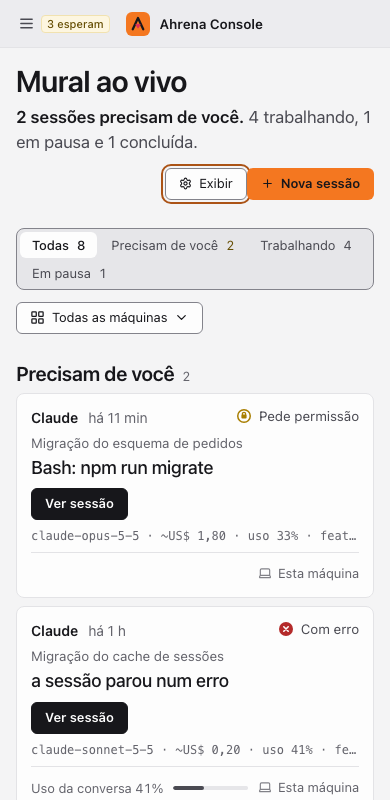 3 esperam
Ahrena Console
Mural ao vivo
2 sessões precisam de você. 4 trabalhando, 1
em pausa e 1 concluída.
Exibir
+ Nova sessão
Todas 8
Precisam de você 2
Trabalhando 4
Em pausa 1
Todas as máquinas
Precisam de você 2
Claude há 11 min
Pede permissão
Migração do esquema de pedidos
Bash: npm run migrate
Ver sessão
claude-opus-5-5 · ~US$ 1,80 · uso 33% · feat…
Esta máquina
Claude há 1 h
Com erro
Migração do cache de sessões
a sessão parou num erro
Ver sessão
claude-sonnet-5-5 · ~US$ 0,20 · uso 41% · fe…
Uso da conversa 41%
Esta máquina